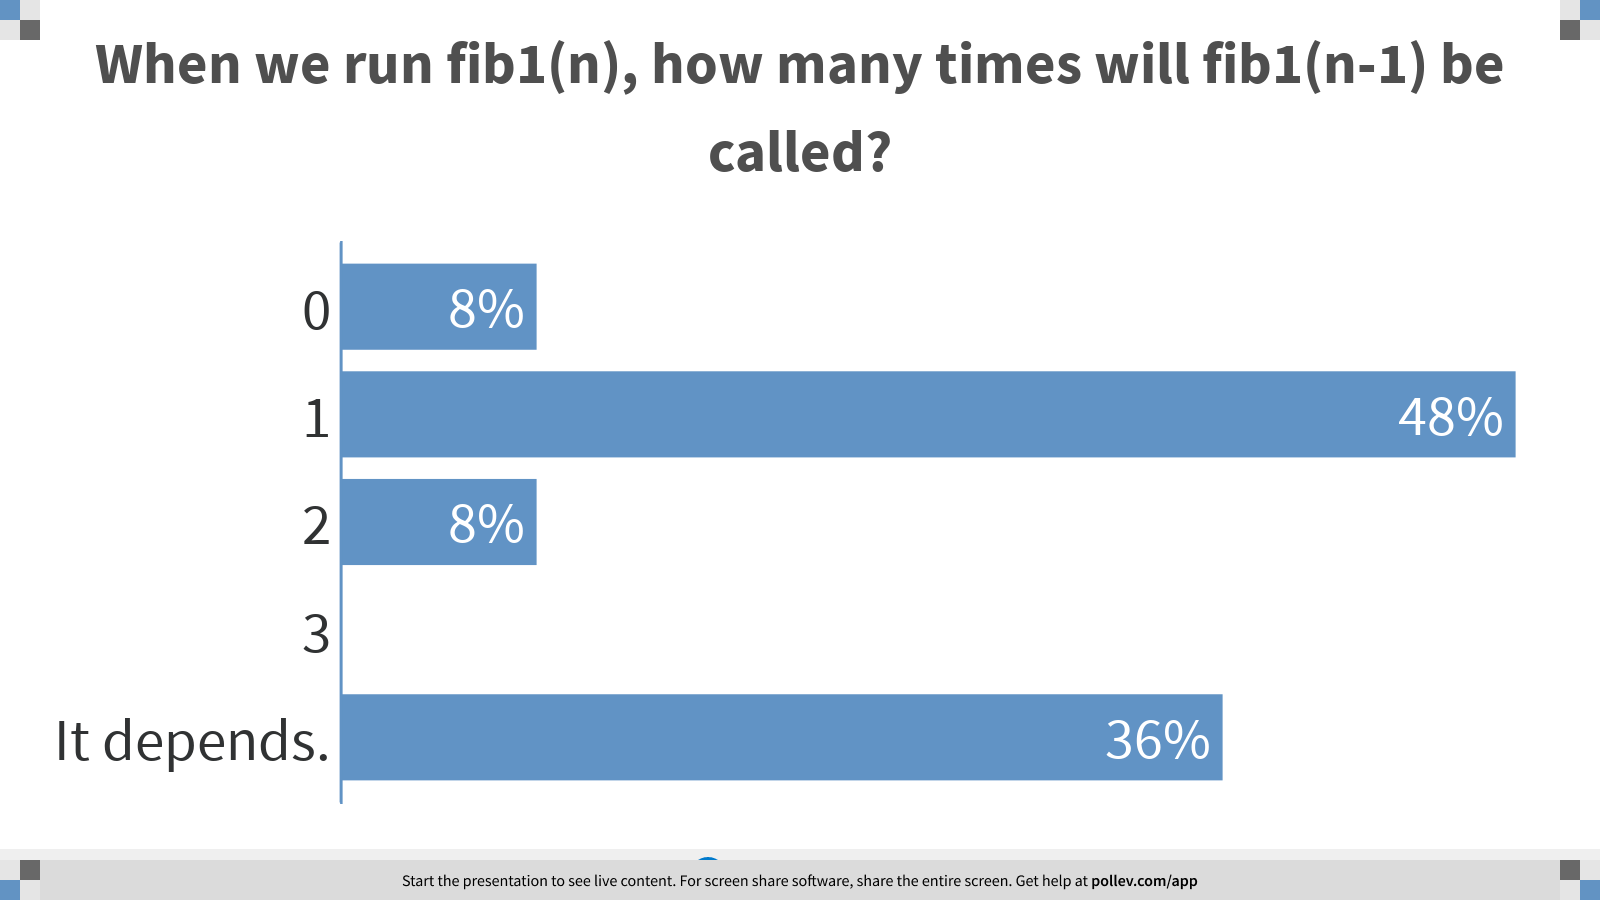 When we run fib1(n), how many times will fib1(n-1) be
called?
0
8%
1
48%
2
8%
3
It depends.
36%
Start the presentation to see live content. For screen share software, share the entire screen. Get help at pollev.com/app